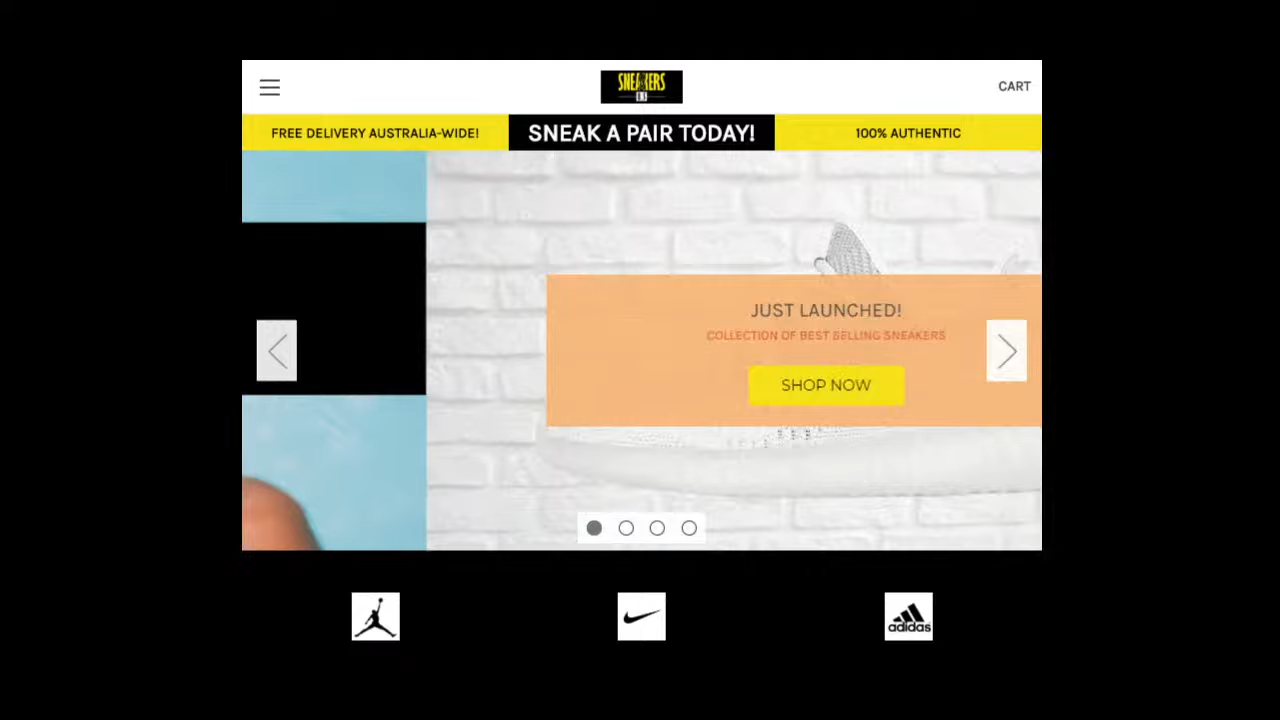 SNEAKERS
CART
FREE DELIVERY AUSTRALIA-WIDE!
SNEAK A PAIR TODAY!
100% AUTHENTIC
JUST LAUNCHED!
COLLECTION OF BEST SELLING SNEAKERS
SHOP NOW
adidas